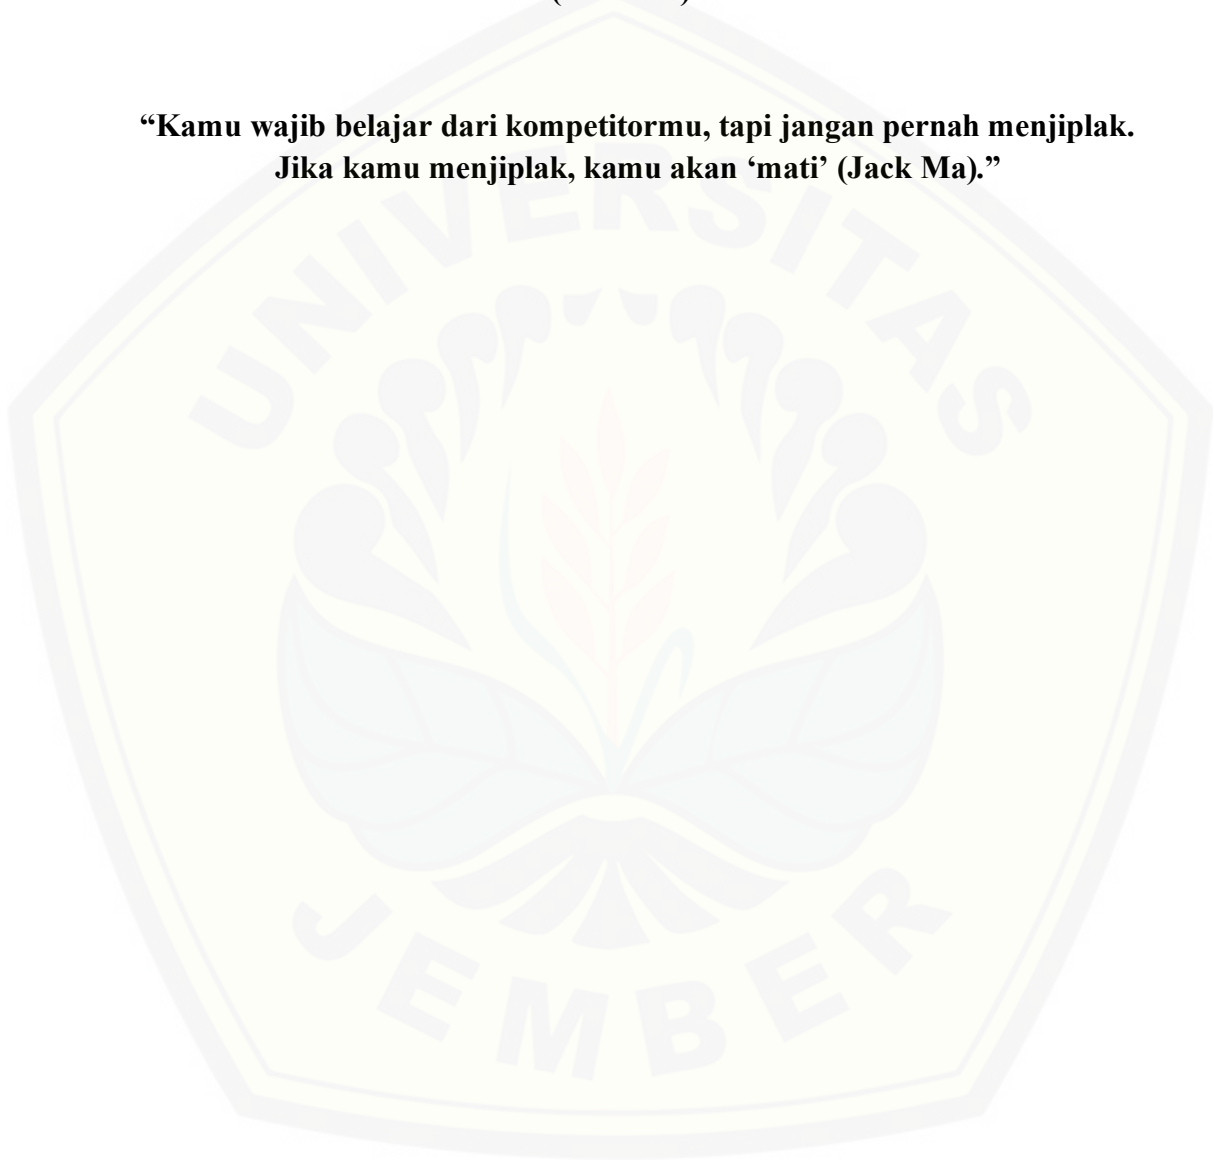 “Kamu wajib belajar dari kompetitormu, tapi jangan pernah menjiplak.
Jika kamu menjiplak, kamu akan ‘mati’ (Jack Ma).”
UNIVERSITAS
JEMBER